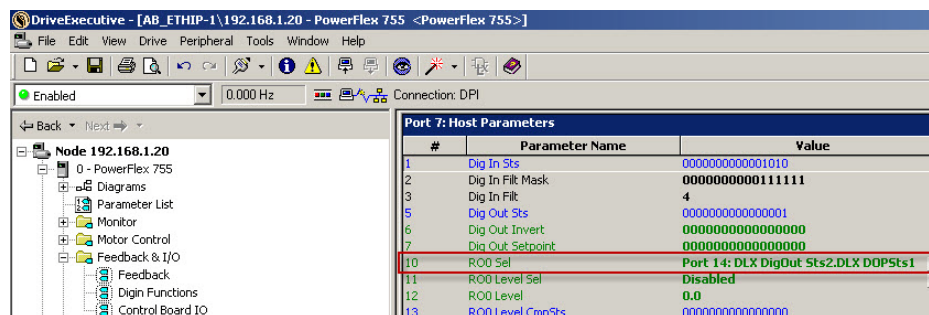 DriveExecutive - [AB_ETHIP-1\192.168.1.20 - PowerFlex 755 <PowerFlex 755>]
File Edit View Drive Peripheral Tools Window Help
Enabled 0.000 Hz Connection: DPI
Back Next
Node 192.168.1.20
0 - PowerFlex 755
Diagrams
Parameter List
Monitor
Motor Control
Feedback & I/O
Feedback
Digin Functions
Control Board IO
Port 7: Host Parameters
# Parameter Name Value
1 Dig In Sts 0000000000001010
2 Dig In Filt Mask 0000000000111111
3 Dig In Filt 4
5 Dig Out Sts 0000000000000001
6 Dig Out Invert 0000000000000000
7 Dig Out Setpoint 0000000000000000
10 RO0 Sel Port 14: DLX DigOut Sts2.DLX DOPSts1
11 RO0 Level Sel Disabled
12 RO0 Level 0.0
13 RO0 Level CmpSts 0000000000000000